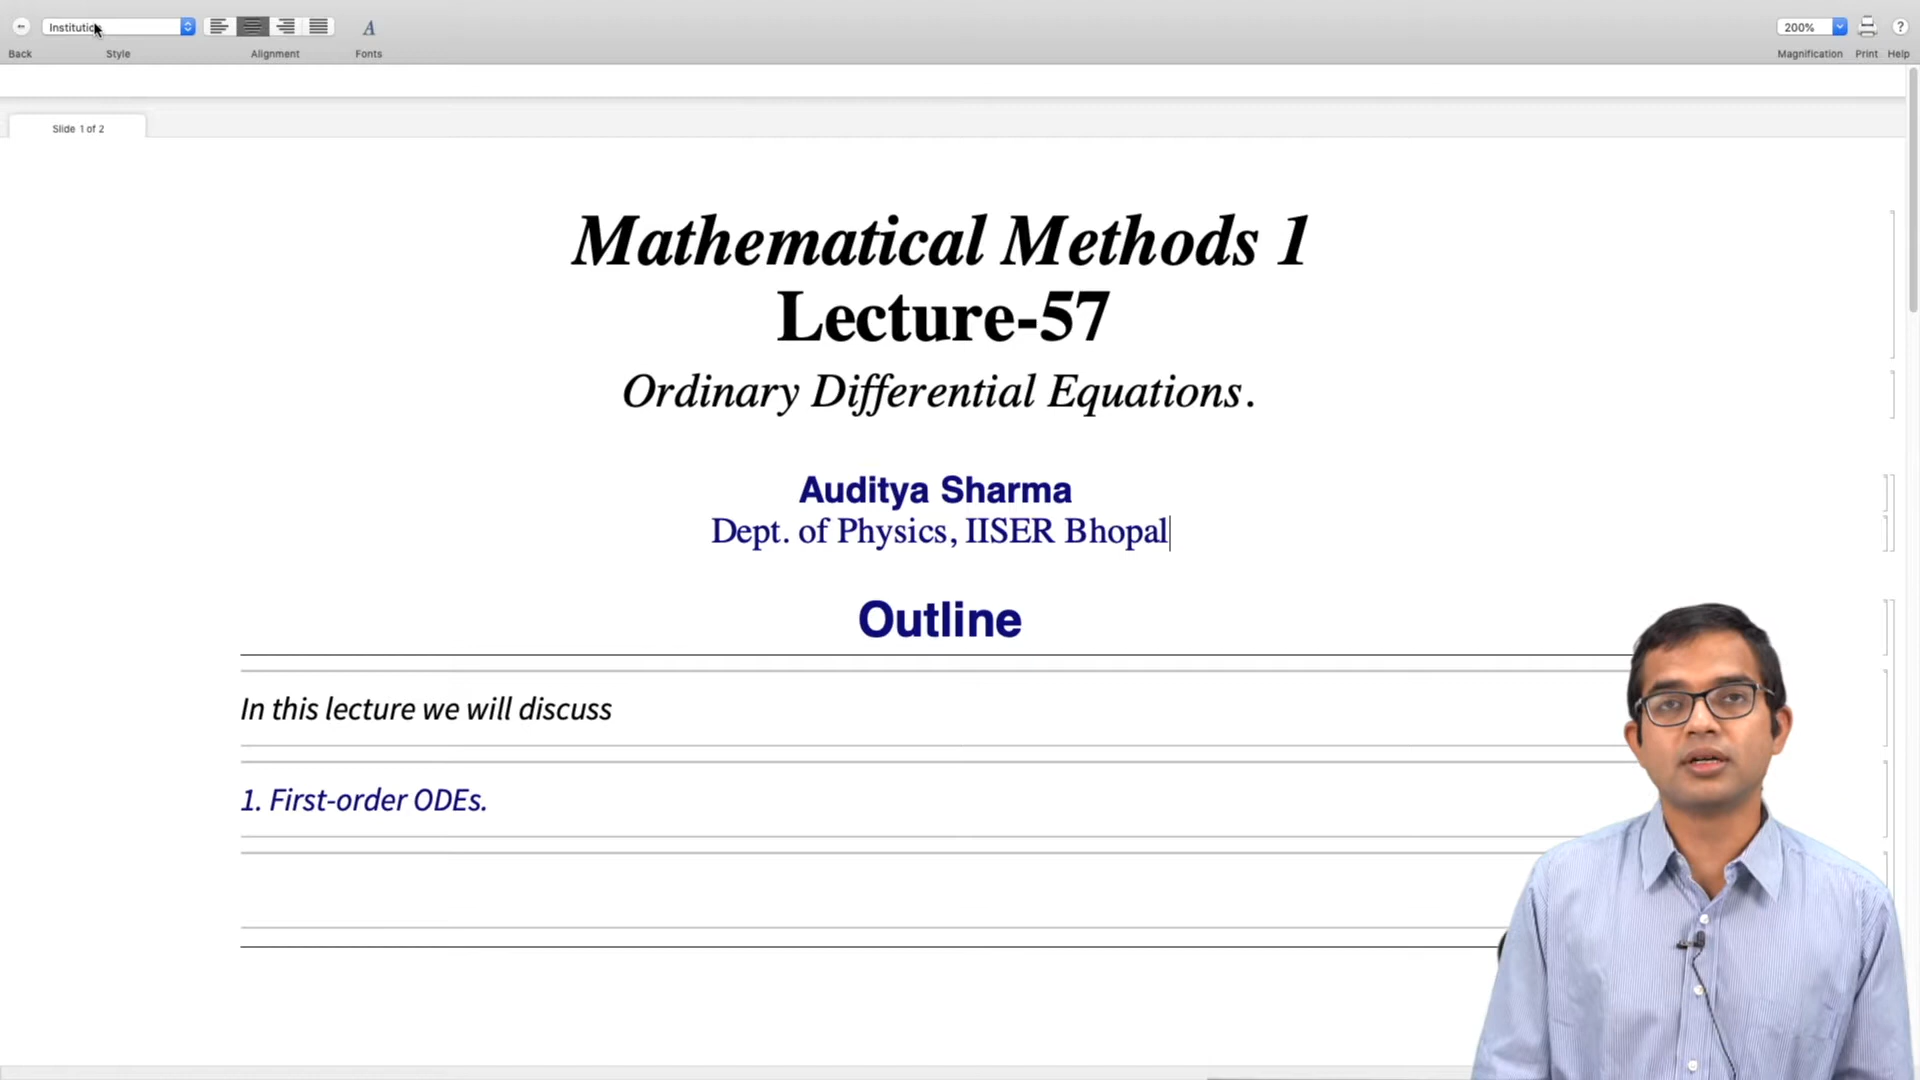 Institutio
200%
Back
Style
Alignment
Fonts
Magnification
Print
Help
Slide 1 of 2
Mathematical Methods 1
Lecture-57
Ordinary Differential Equations.
Auditya Sharma
Dept. of Physics, IISER Bhopal
Outline
In this lecture we will discuss
1. First-order ODEs.